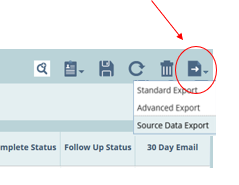 Standard Export
Advanced Export
Source Data Export
mplete Status Follow Up Status 30 Day Email